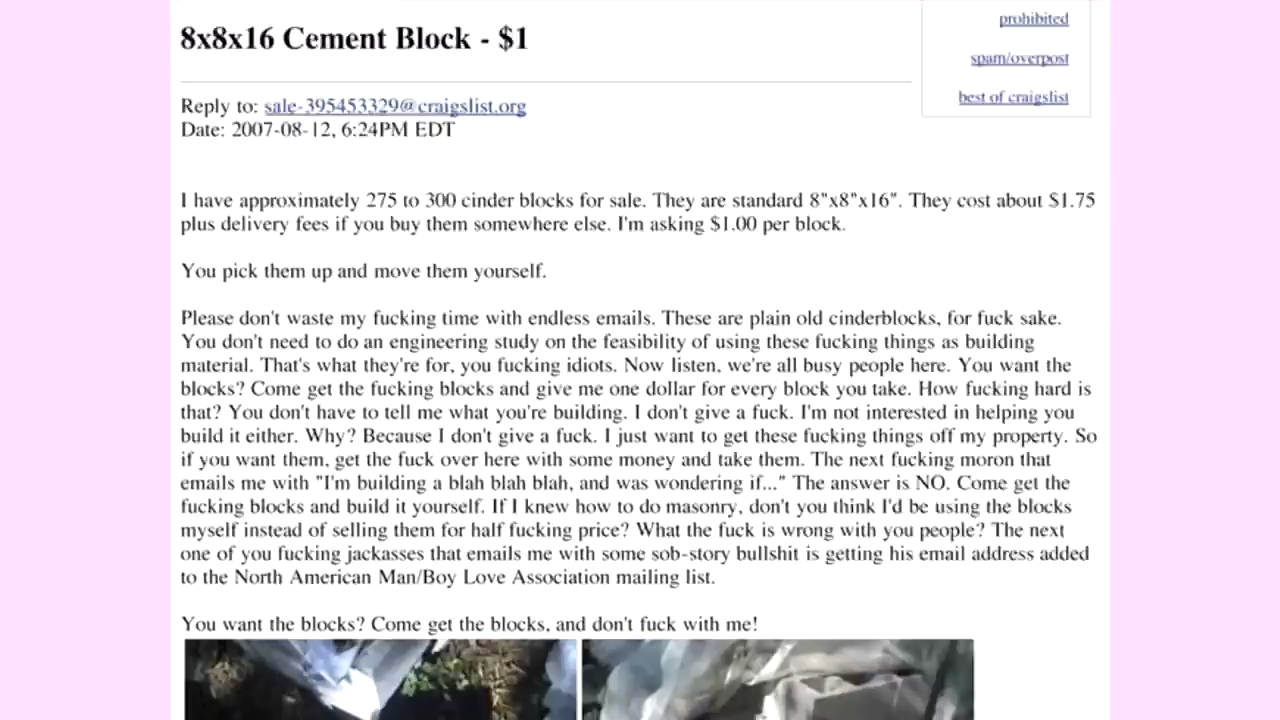 8x8x16 Cement Block - $1
prohibited
spam/overpost
best of craigslist
Reply to: sale-395453329@craigslist.org
Date: 2007-08-12, 6:24PM EDT
I have approximately 275 to 300 cinder blocks for sale. They are standard 8"x8"x16". They cost about $1.75
plus delivery fees if you buy them somewhere else. I'm asking $1.00 per block.
You pick them up and move them yourself.
Please don't waste my fucking time with endless emails. These are plain old cinderblocks, for fuck sake.
You don't need to do an engineering study on the feasibility of using these fucking things as building
material. That's what they're for, you fucking idiots. Now listen, we're all busy people here. You want the
blocks? Come get the fucking blocks and give me one dollar for every block you take. How fucking hard is
that? You don't have to tell me what you're building. I don't give a fuck. I'm not interested in helping you
build it either. Why? Because I don't give a fuck. I just want to get these fucking things off my property. So
if you want them, get the fuck over here with some money and take them. The next fucking moron that
emails me with "I'm building a blah blah blah, and was wondering if..." The answer is NO. Come get the
fucking blocks and build it yourself. If I knew how to do masonry, don't you think I'd be using the blocks
myself instead of selling them for half fucking price? What the fuck is wrong with you people? The next
one of you fucking jackasses that emails me with some sob-story bullshit is getting his email address added
to the North American Man/Boy Love Association mailing list.
You want the blocks? Come get the blocks, and don't fuck with me!